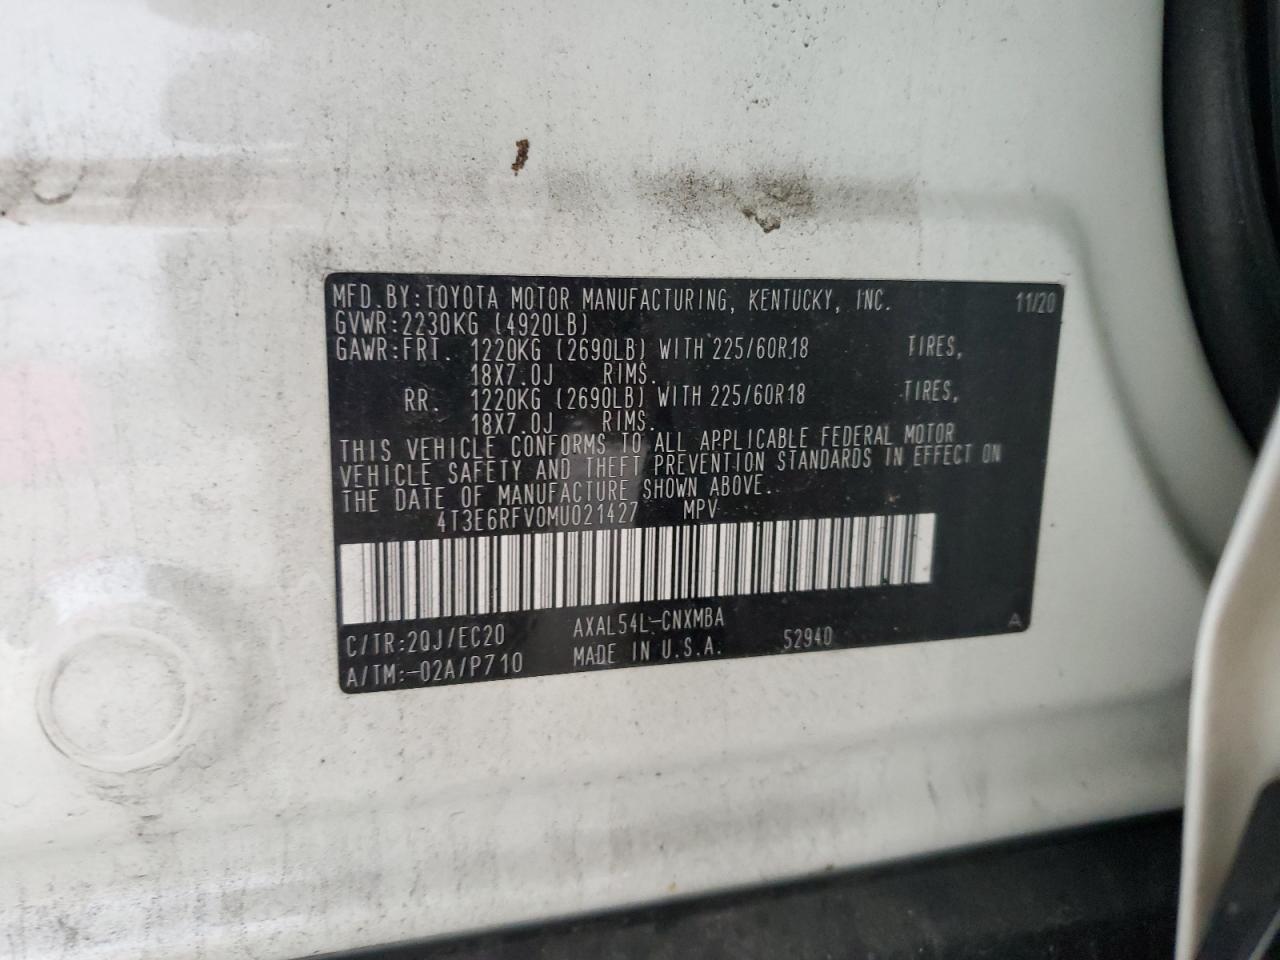 MFD.BY:TOYOTA MOTOR MANUFACTURING, KENTUCKY, INC. 11/20
GVWR:2230KG (4920LB)
GAWR:FRT. 1220KG (2690LB) WITH 225/60R18 TIRES,
18X7.0J RIMS.
RR. 1220KG (2690LB) WITH 225/60R18 TIRES,
18X7.0J RIMS.
THIS VEHICLE CONFORMS TO ALL APPLICABLE FEDERAL MOTOR
VEHICLE SAFETY AND THEFT PREVENTION STANDARDS IN EFFECT ON
THE DATE OF MANUFACTURE SHOWN ABOVE.
4T3E6RFV0MU021427 MPV
C/TR:2QJ/EC20 AXAL54L-CNXMBA A
A/TM:-02A/P710 MADE IN U.S.A. 52940